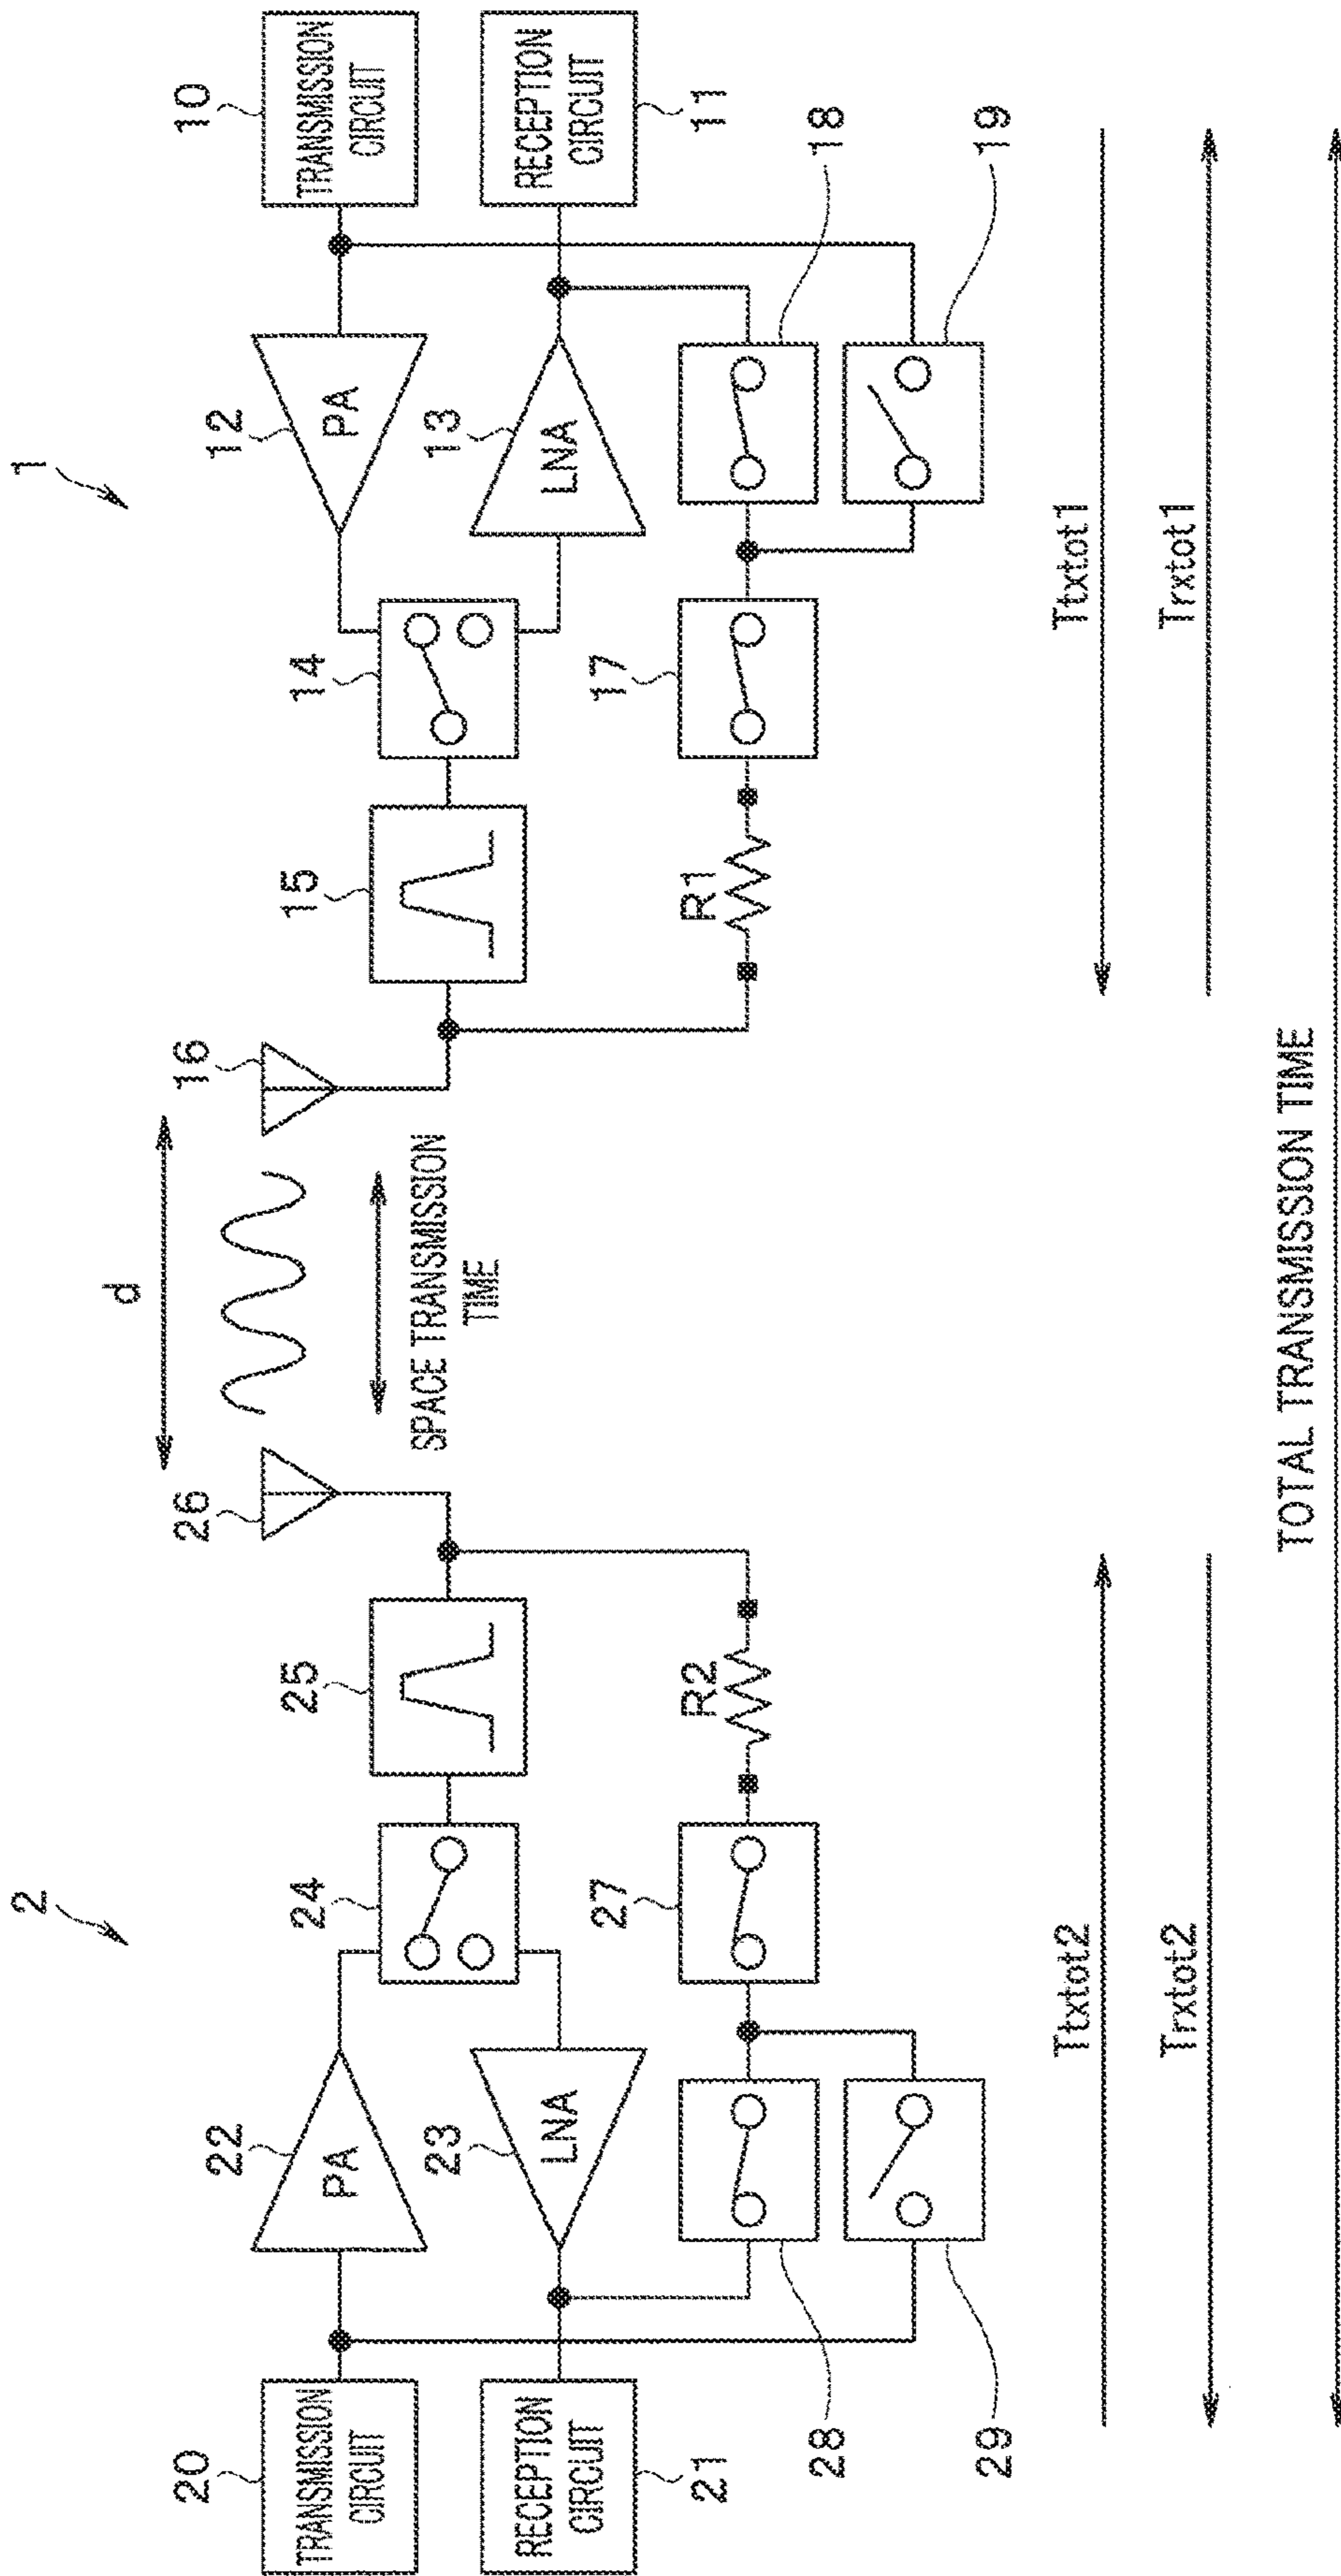 2
1
d
20
TRANSMISSION
CIRCUIT
22
PA
26
16
12
PA
10
TRANSMISSION
CIRCUIT
24
25
SPACE TRANSMISSION
TIME
15
14
21
RECEPTION
CIRCUIT
23
LNA
13
LNA
11
RECEPTION
CIRCUIT
27
R2
R1
17
28
18
29
19
Ttxtot2
Ttxtot1
Trxtot2
Trxtot1
TOTAL TRANSMISSION TIME